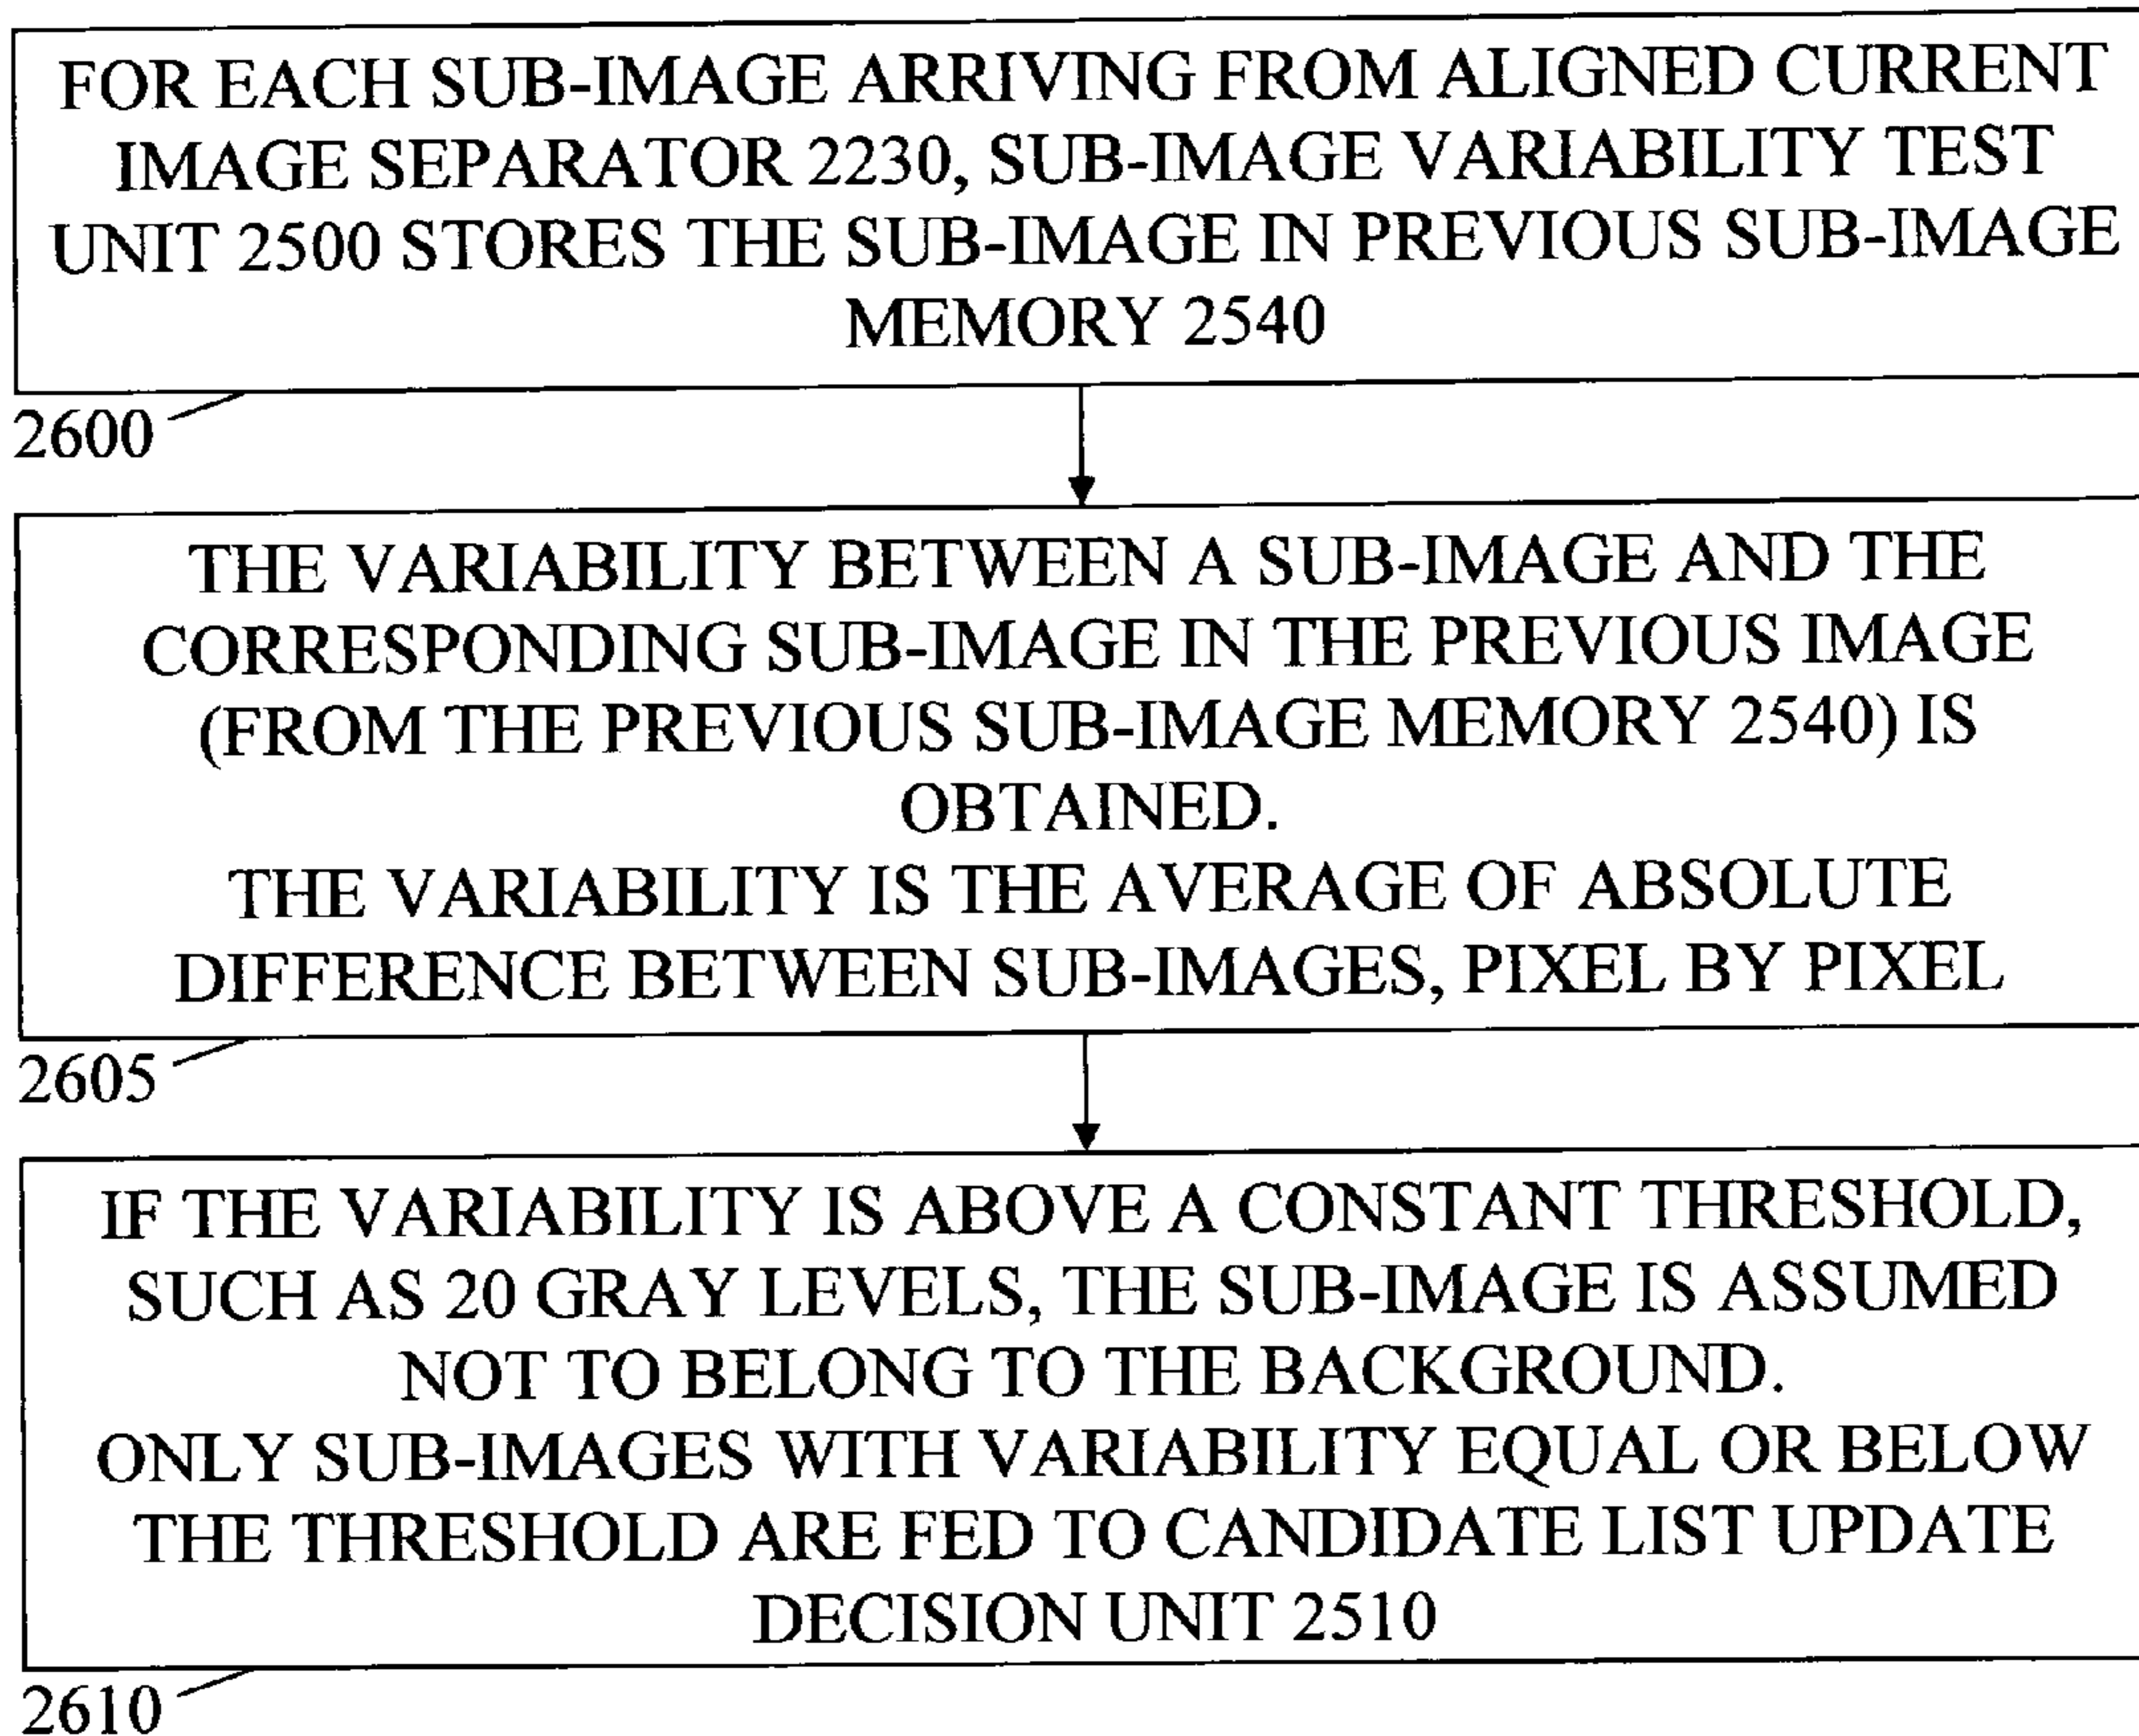 FOR EACH SUB-IMAGE ARRIVING FROM ALIGNED CURRENT
IMAGE SEPARATOR 2230, SUB-IMAGE VARIABILITY TEST
UNIT 2500 STORES THE SUB-IMAGE IN PREVIOUS SUB-IMAGE
MEMORY 2540
2600
THE VARIABILITY BETWEEN A SUB-IMAGE AND THE
CORRESPONDING SUB-IMAGE IN THE PREVIOUS IMAGE
(FROM THE PREVIOUS SUB-IMAGE MEMORY 2540) IS
OBTAINED.
THE VARIABILITY IS THE AVERAGE OF ABSOLUTE
DIFFERENCE BETWEEN SUB-IMAGES, PIXEL BY PIXEL
2605
IF THE VARIABILITY IS ABOVE A CONSTANT THRESHOLD,
SUCH AS 20 GRAY LEVELS, THE SUB-IMAGE IS ASSUMED
NOT TO BELONG TO THE BACKGROUND.
ONLY SUB-IMAGES WITH VARIABILITY EQUAL OR BELOW
THE THRESHOLD ARE FED TO CANDIDATE LIST UPDATE
DECISION UNIT 2510
2610